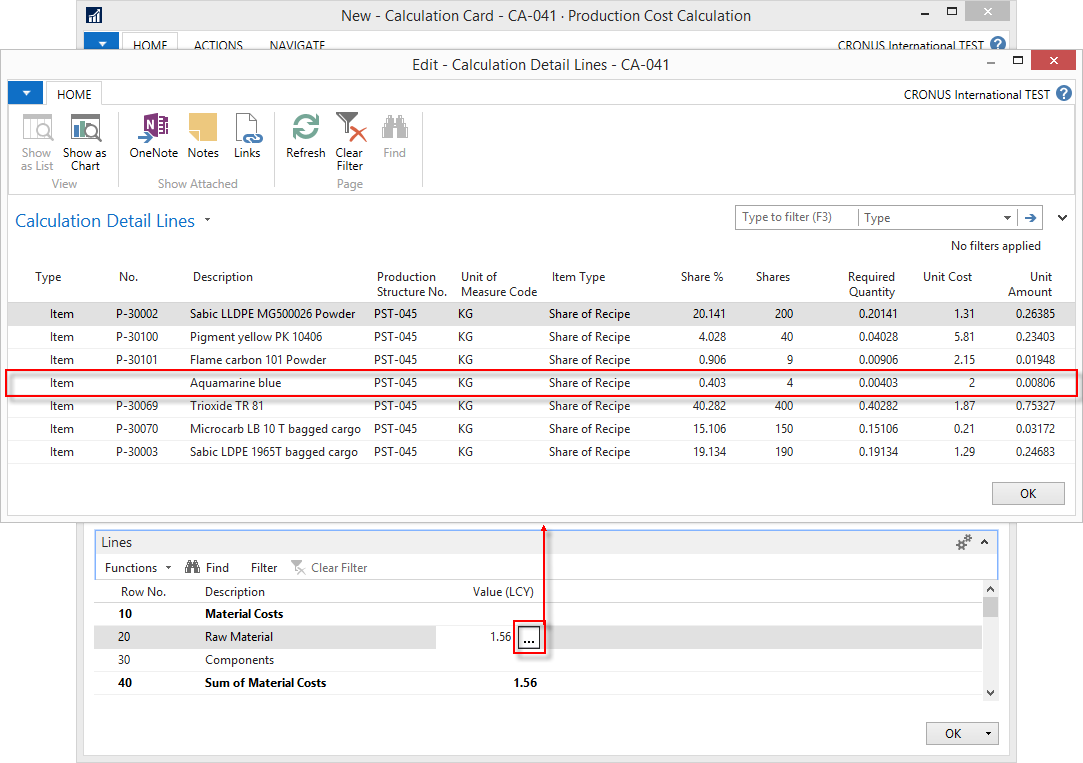 New - Calculation Card - CA-041 · Production Cost Calculation
HOME ACTIONS NAVIGATE CRONUS International TEST ?
Edit - Calculation Detail Lines - CA-041
HOME CRONUS International TEST ?
Show as List
Show as Chart
View
OneNote
Notes
Links
Show Attached
Refresh
Clear Filter
Find
Page
Calculation Detail Lines
Type to filter (F3) Type
No filters applied
Type No. Description Production Structure No. Unit of Measure Code Item Type Share % Shares Required Quantity Unit Cost Unit Amount
Item P-30002 Sabic LLDPE MG500026 Powder PST-045 KG Share of Recipe 20.141 200 0.20141 1.31 0.26385
Item P-30100 Pigment yellow PK 10406 PST-045 KG Share of Recipe 4.028 40 0.04028 5.81 0.23403
Item P-30101 Flame carbon 101 Powder PST-045 KG Share of Recipe 0.906 9 0.00906 2.15 0.01948
Item Aquamarine blue PST-045 KG Share of Recipe 0.403 4 0.00403 2 0.00806
Item P-30069 Trioxide TR 81 PST-045 KG Share of Recipe 40.282 400 0.40282 1.87 0.75327
Item P-30070 Microcarb LB 10 T bagged cargo PST-045 KG Share of Recipe 15.106 150 0.15106 0.21 0.03172
Item P-30003 Sabic LDPE 1965T bagged cargo PST-045 KG Share of Recipe 19.134 190 0.19134 1.29 0.24683
OK
Lines
Functions Find Filter Clear Filter
Row No. Description Value (LCY)
10 Material Costs
20 Raw Material 1.56 ...
30 Components
40 Sum of Material Costs 1.56
OK